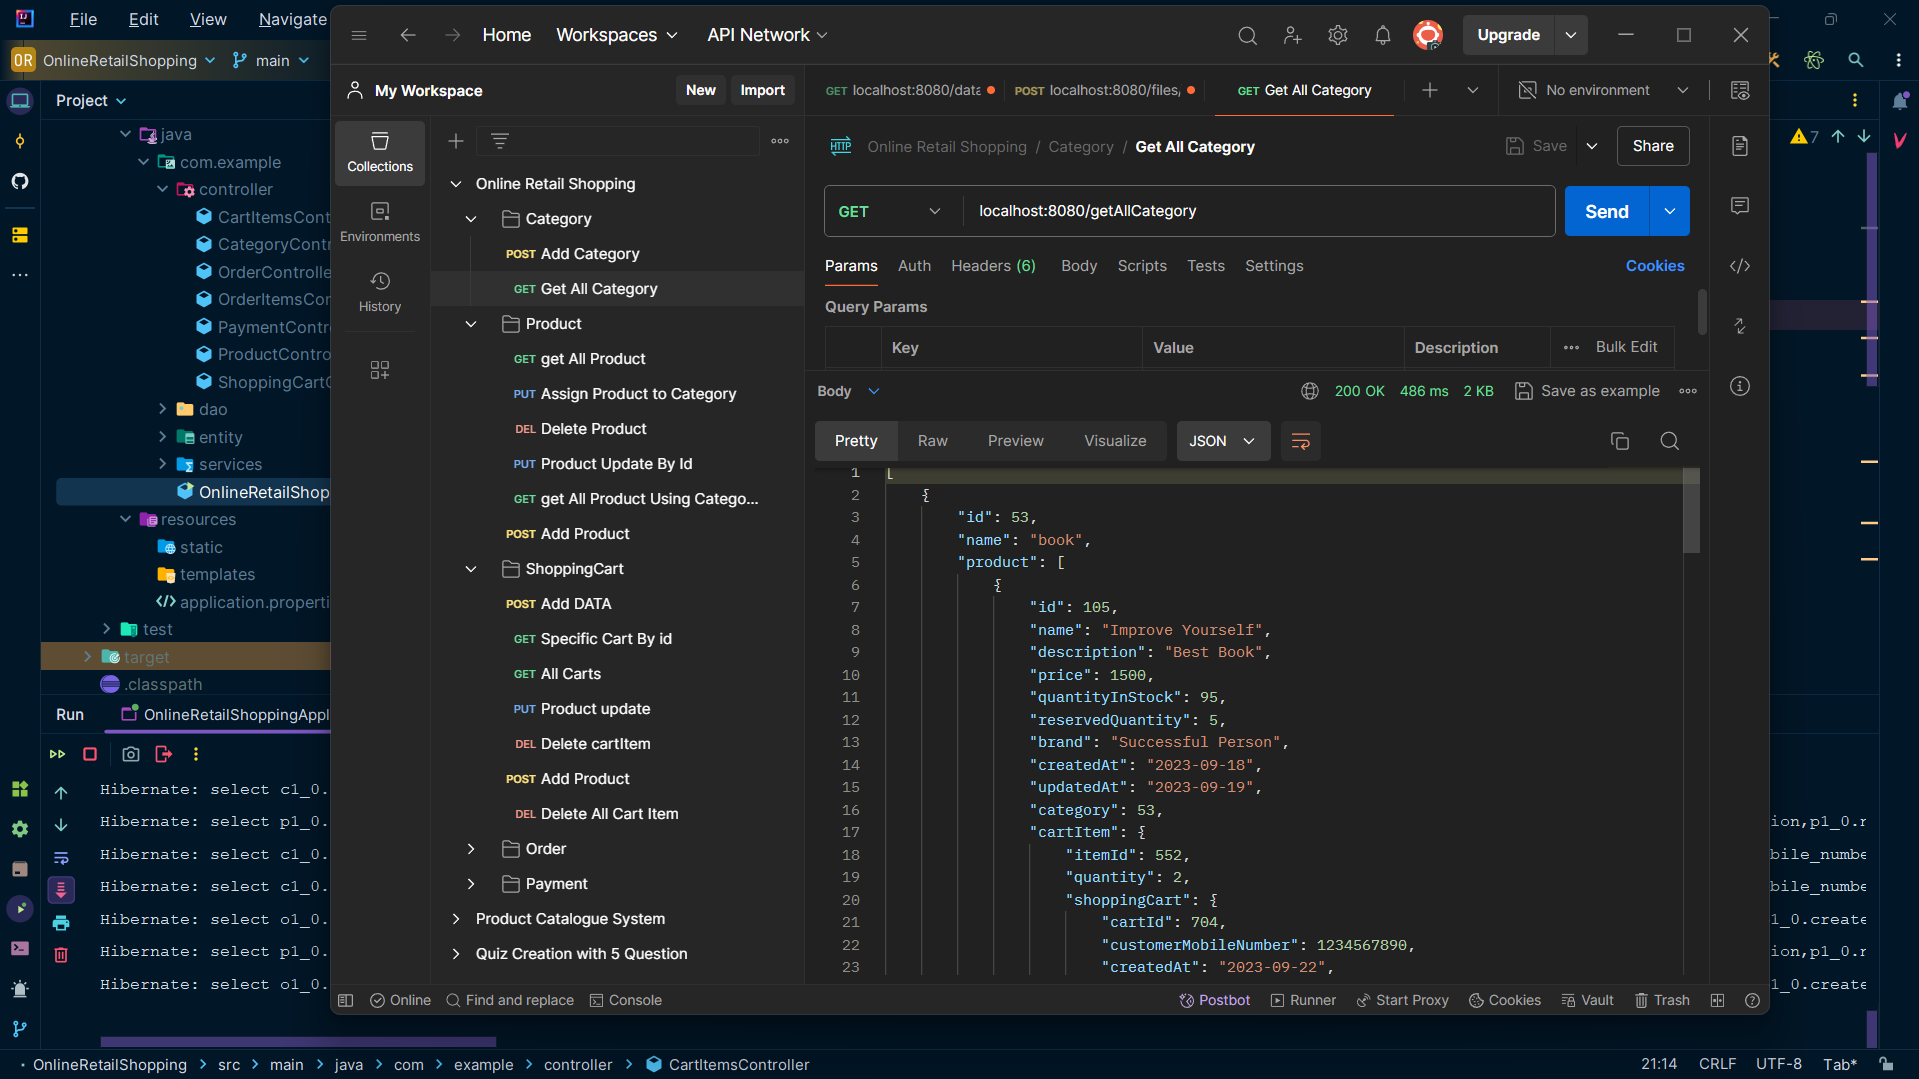 File Edit View Navigate
OR OnlineRetailShopping main
Project
java
com.example
controller
CartItemsCont
CategoryContr
OrderControlle
OrderItemsCor
PaymentContr
ProductContro
ShoppingCartC
dao
entity
services
OnlineRetailShop
resources
static
templates
application.properti
test
target
.classpath
Run OnlineRetailShoppingAppl
Hibernate: select c1_0.
Hibernate: select p1_0.
Hibernate: select c1_0.
Hibernate: select c1_0.
Hibernate: select o1_0.
Hibernate: select p1_0.
Hibernate: select o1_0.
Home Workspaces API Network
Upgrade
My Workspace New Import
Collections
Environments
History
Online Retail Shopping
Category
POST Add Category
GET Get All Category
Product
GET get All Product
PUT Assign Product to Category
DEL Delete Product
PUT Product Update By Id
GET get All Product Using Catego...
POST Add Product
ShoppingCart
POST Add DATA
GET Specific Cart By id
GET All Carts
PUT Product update
DEL Delete cartItem
POST Add Product
DEL Delete All Cart Item
Order
Payment
Product Catalogue System
Quiz Creation with 5 Question
GET localhost:8080/data POST localhost:8080/files/ GET Get All Category No environment
HTTP Online Retail Shopping / Category / Get All Category Save Share
GET localhost:8080/getAllCategory Send
Params Auth Headers (6) Body Scripts Tests Settings Cookies
Query Params
Key Value Description Bulk Edit
Body 200 OK 486 ms 2 KB Save as example
Pretty Raw Preview Visualize JSON
1 [
2 {
3 "id": 53,
4 "name": "book",
5 "product": [
6 {
7 "id": 105,
8 "name": "Improve Yourself",
9 "description": "Best Book",
10 "price": 1500,
11 "quantityInStock": 95,
12 "reservedQuantity": 5,
13 "brand": "Successful Person",
14 "createdAt": "2023-09-18",
15 "updatedAt": "2023-09-19",
16 "category": 53,
17 "cartItem": {
18 "itemId": 552,
19 "quantity": 2,
20 "shoppingCart": {
21 "cartId": 704,
22 "customerMobileNumber": 1234567890,
23 "createdAt": "2023-09-22",
Online Find and replace Console Postbot Runner Start Proxy Cookies Vault Trash
7
ion,p1_0.r
bile_numbe
bile_numbe
1_0.create
ion,p1_0.r
1_0.create
OnlineRetailShopping > src > main > java > com > example > controller > CartItemsController 21:14 CRLF UTF-8 Tab*